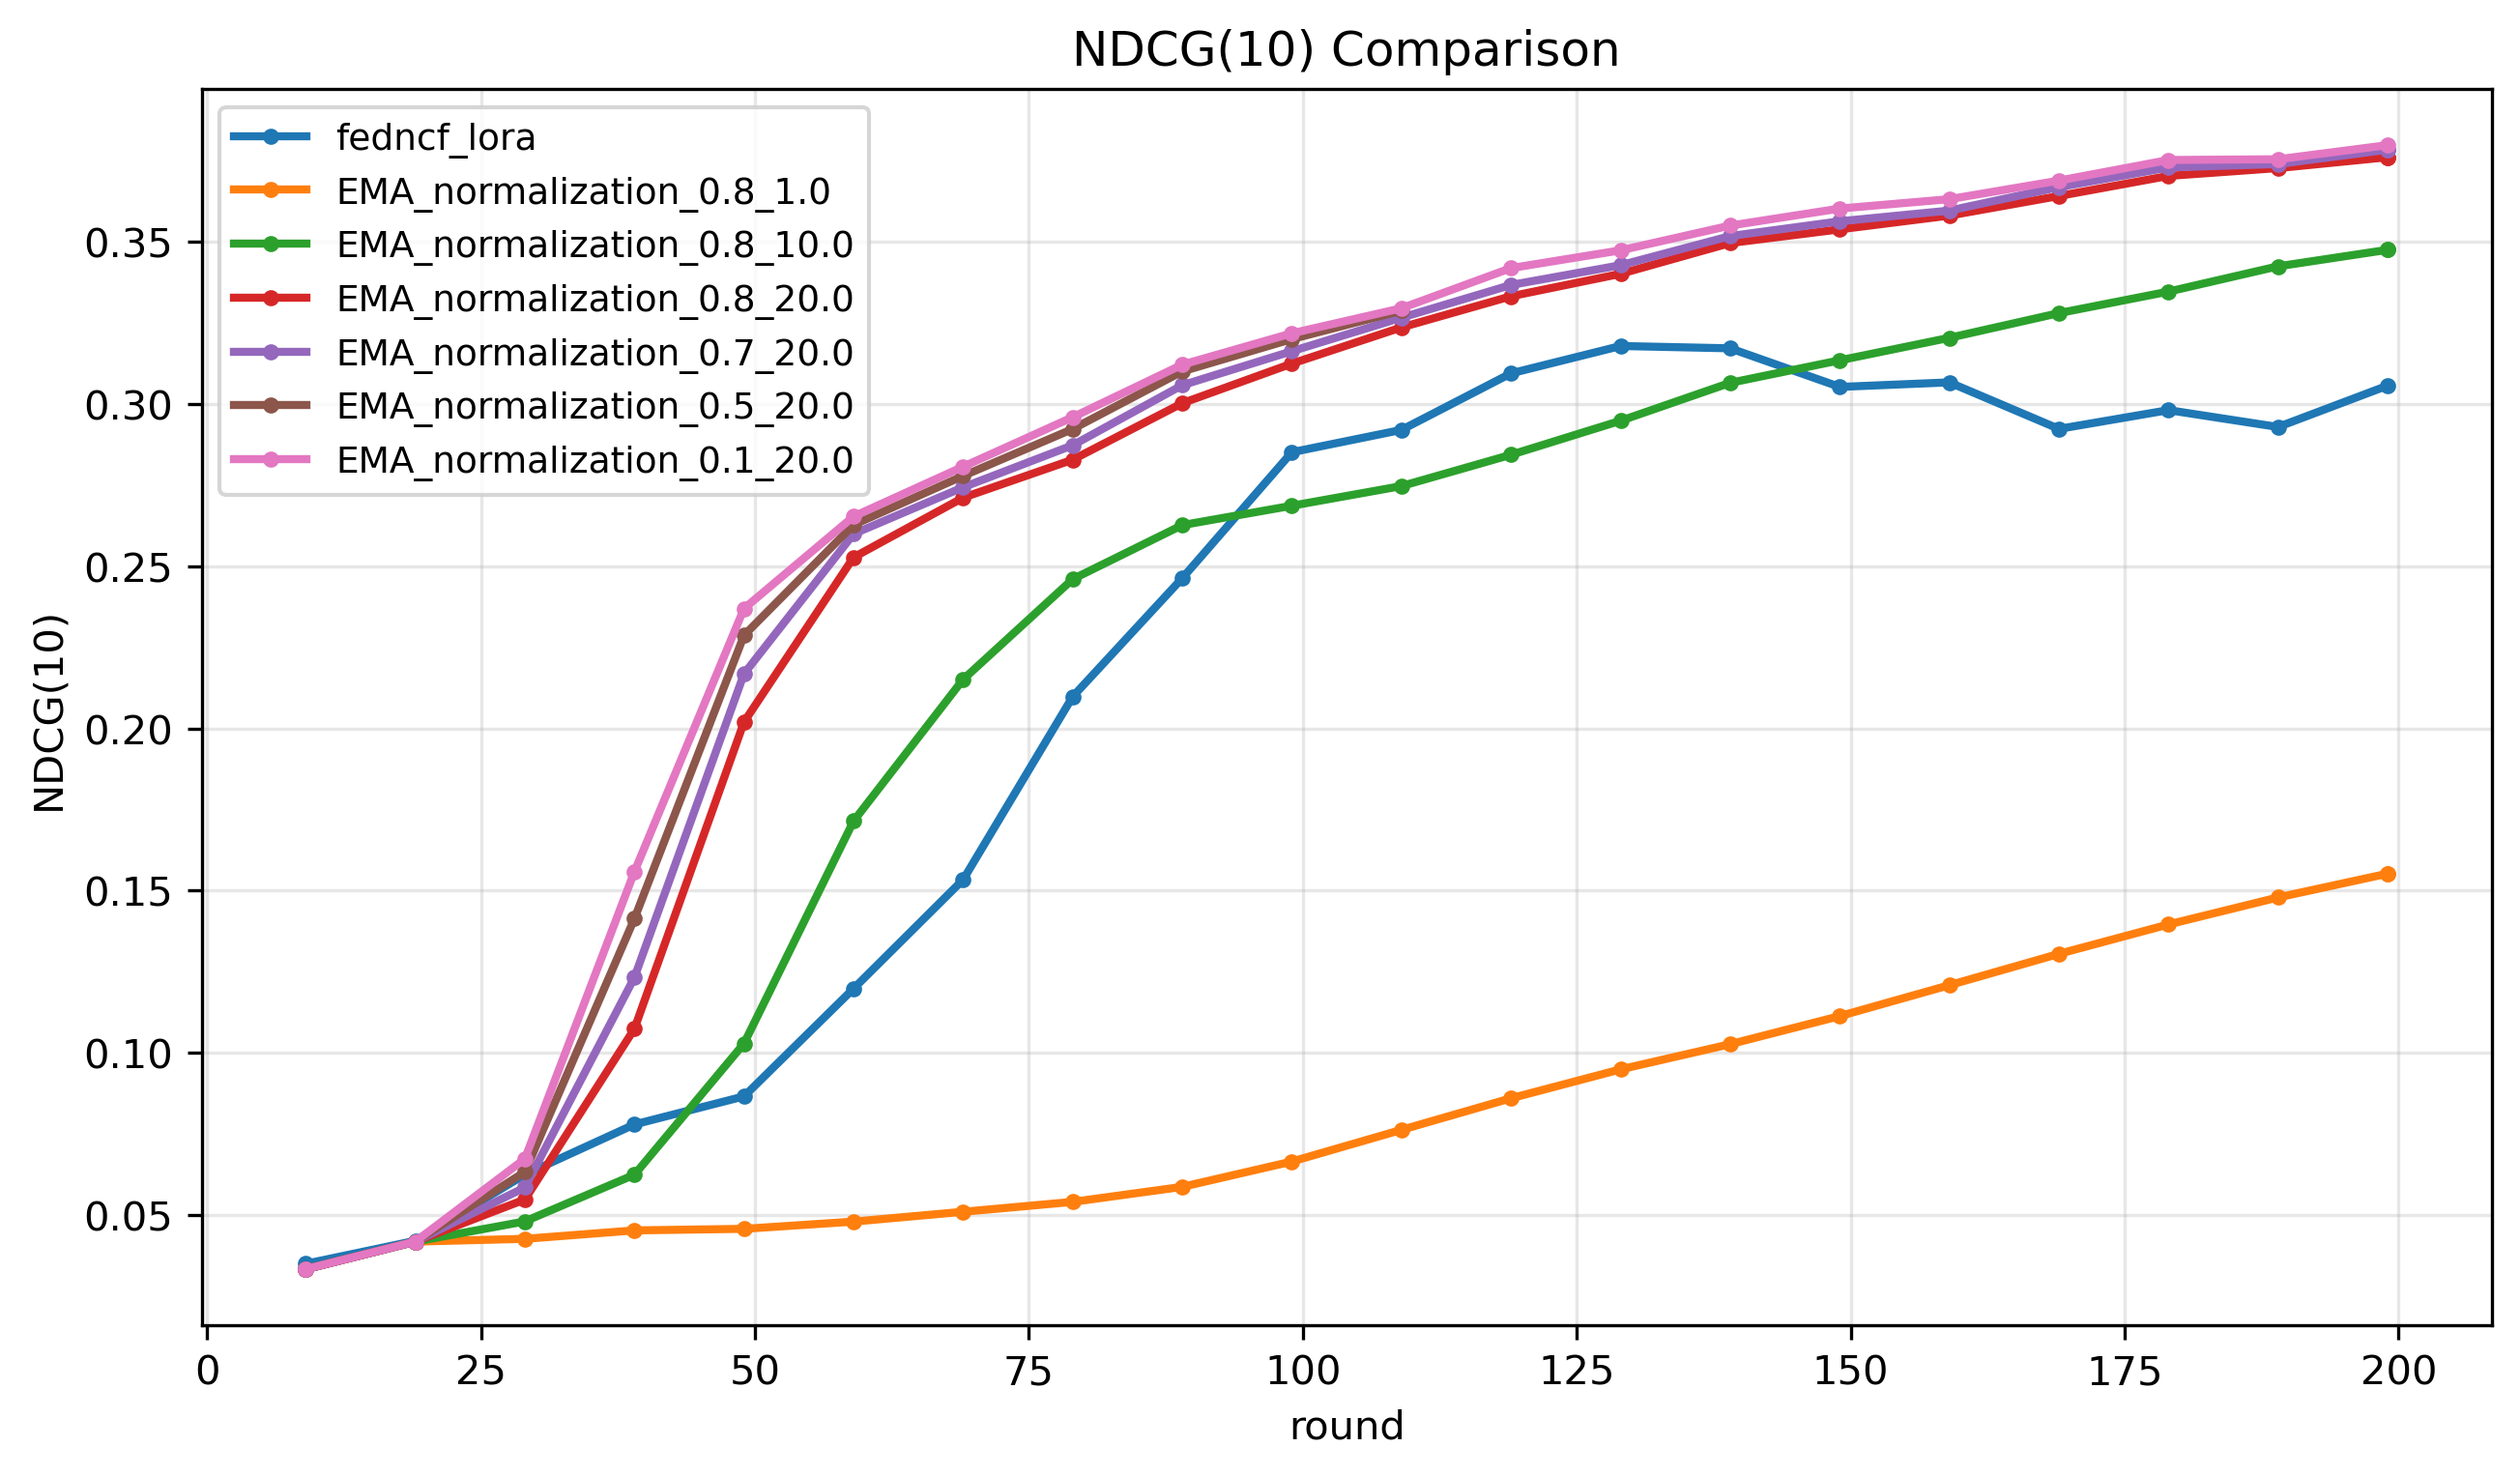 NDCG(10) Comparison
fedncf_lora
EMA_normalization_0.8_1.0
EMA_normalization_0.8_10.0
EMA_normalization_0.8_20.0
EMA_normalization_0.7_20.0
EMA_normalization_0.5_20.0
EMA_normalization_0.1_20.0
NDCG(10)
0.35
0.30
0.25
0.20
0.15
0.10
0.05
0 25 50 75 100 125 150 175 200
round